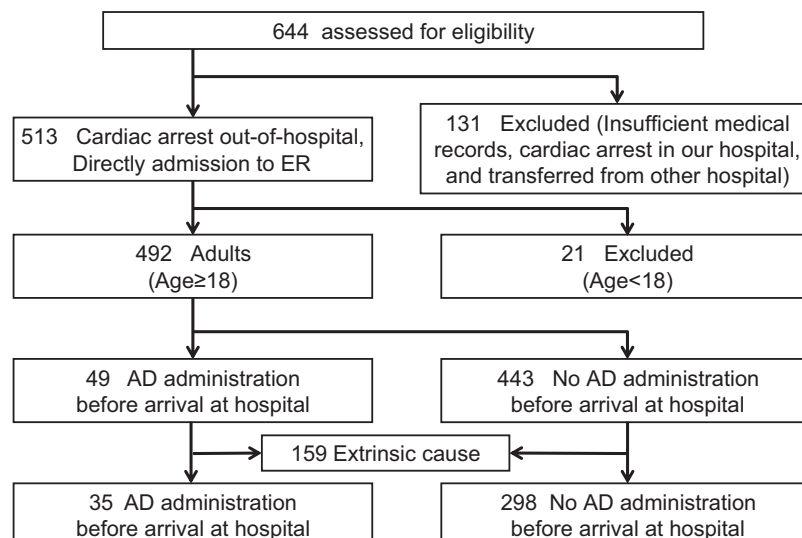 644 assessed for eligibility
513 Cardiac arrest out-of-hospital,
Directly admission to ER
131 Excluded (Insufficient medical
records, cardiac arrest in our hospital,
and transferred from other hospital)
492 Adults
(Age≥18)
21 Excluded
(Age<18)
49 AD administration
before arrival at hospital
443 No AD administration
before arrival at hospital
159 Extrinsic cause
35 AD administration
before arrival at hospital
298 No AD administration
before arrival at hospital